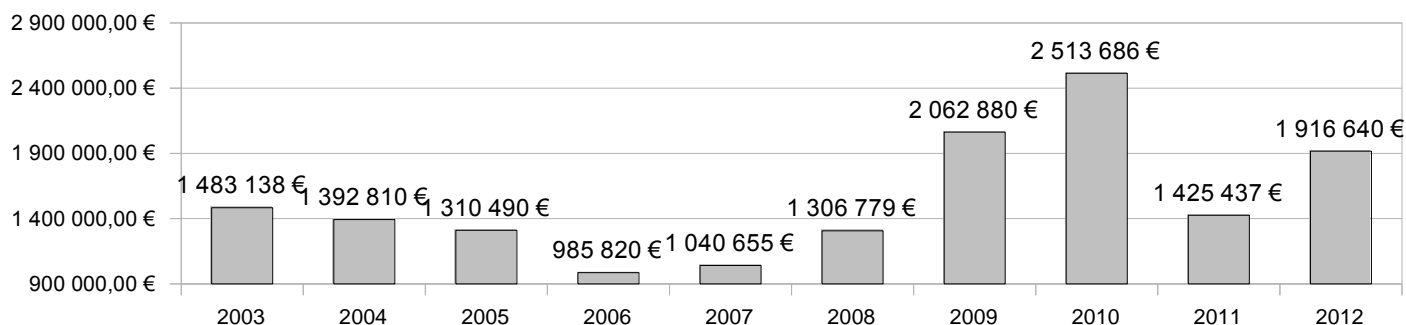 2 900 000,00 €
2 400 000,00 €
1 900 000,00 €
1 400 000,00 €
900 000,00 €
1 483 138 €
1 392 810 €
1 310 490 €
985 820 €
1 040 655 €
1 306 779 €
2 062 880 €
2 513 686 €
1 425 437 €
1 916 640 €
2003 2004 2005 2006 2007 2008 2009 2010 2011 2012